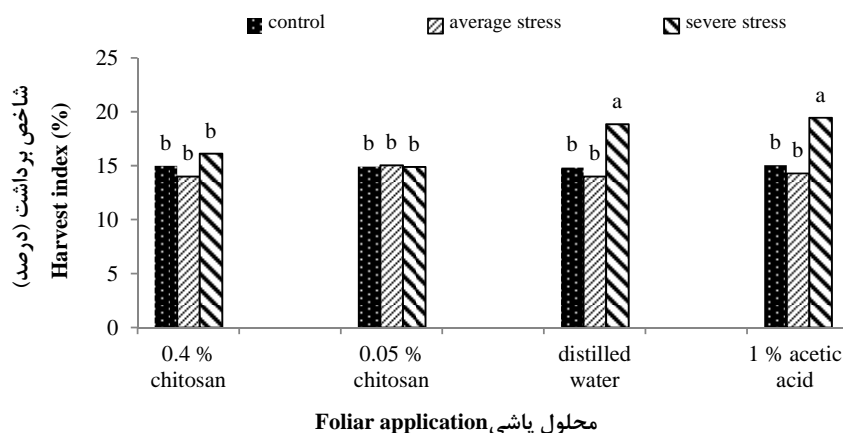 control average stress severe stress
شاخص برداشت (درصد)
Harvest index (%)
25
20
15
10
5
0
b b b
b b b
b b a
b b a
0.4 %
chitosan
0.05 %
chitosan
distilled
water
1 % acetic
acid
Foliar application محلول پاشی